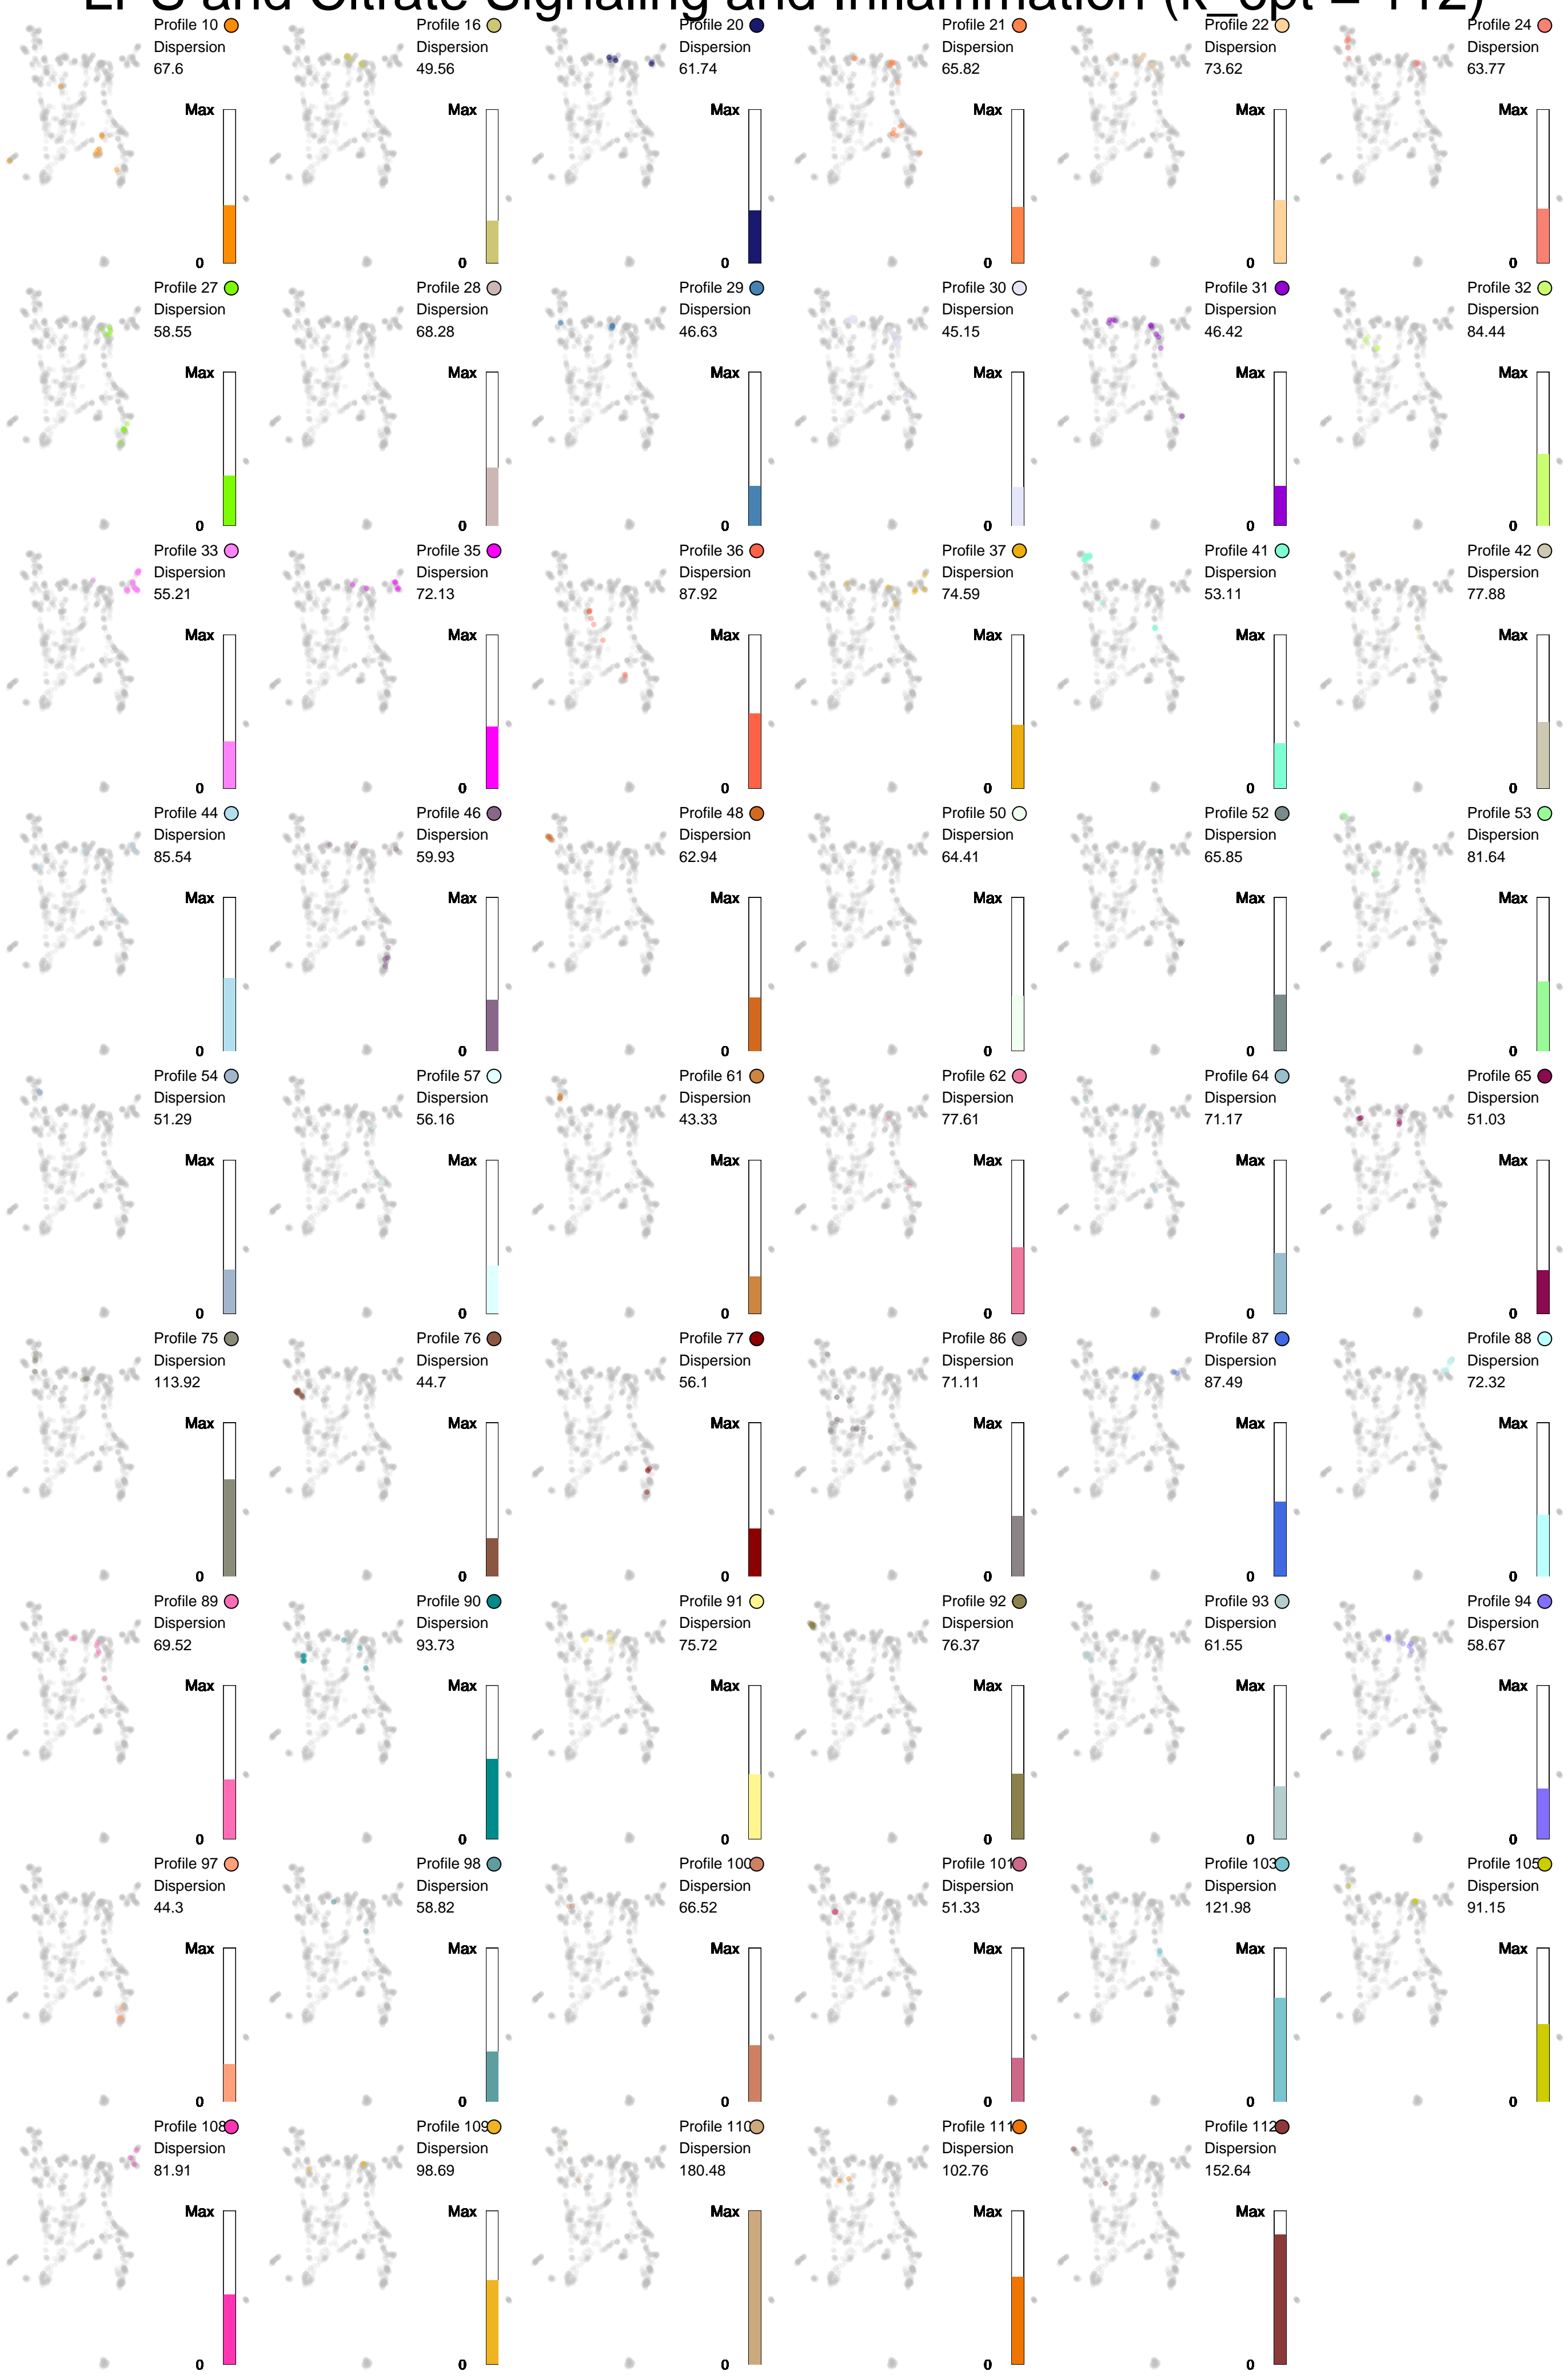 LPS and Citrate Signalling and Inflammation (k_opt = 112)
Profile 10
Dispersion
67.6
Max
0
Profile 16
Dispersion
49.56
Max
0
Profile 20
Dispersion
61.74
Max
0
Profile 21
Dispersion
65.82
Max
0
Profile 22
Dispersion
73.62
Max
0
Profile 24
Dispersion
63.77
Max
0
Profile 27
Dispersion
58.55
Max
0
Profile 28
Dispersion
68.28
Max
0
Profile 29
Dispersion
46.63
Max
0
Profile 30
Dispersion
45.15
Max
0
Profile 31
Dispersion
46.42
Max
0
Profile 32
Dispersion
84.44
Max
0
Profile 33
Dispersion
55.21
Max
0
Profile 35
Dispersion
72.13
Max
0
Profile 36
Dispersion
87.92
Max
0
Profile 37
Dispersion
74.59
Max
0
Profile 41
Dispersion
53.11
Max
0
Profile 42
Dispersion
77.88
Max
0
Profile 44
Dispersion
85.54
Max
0
Profile 46
Dispersion
59.93
Max
0
Profile 48
Dispersion
62.94
Max
0
Profile 50
Dispersion
64.41
Max
0
Profile 52
Dispersion
65.85
Max
0
Profile 53
Dispersion
81.64
Max
0
Profile 54
Dispersion
51.29
Max
0
Profile 57
Dispersion
56.16
Max
0
Profile 61
Dispersion
43.33
Max
0
Profile 62
Dispersion
77.61
Max
0
Profile 64
Dispersion
71.17
Max
0
Profile 65
Dispersion
51.03
Max
0
Profile 75
Dispersion
113.92
Max
0
Profile 76
Dispersion
44.7
Max
0
Profile 77
Dispersion
56.1
Max
0
Profile 86
Dispersion
71.11
Max
0
Profile 87
Dispersion
87.49
Max
0
Profile 88
Dispersion
72.32
Max
0
Profile 89
Dispersion
69.52
Max
0
Profile 90
Dispersion
93.73
Max
0
Profile 91
Dispersion
75.72
Max
0
Profile 92
Dispersion
76.37
Max
0
Profile 93
Dispersion
61.55
Max
0
Profile 94
Dispersion
58.67
Max
0
Profile 97
Dispersion
44.3
Max
0
Profile 98
Dispersion
58.82
Max
0
Profile 100
Dispersion
66.52
Max
0
Profile 101
Dispersion
51.33
Max
0
Profile 103
Dispersion
121.98
Max
0
Profile 105
Dispersion
91.15
Max
0
Profile 108
Dispersion
81.91
Max
0
Profile 109
Dispersion
98.69
Max
0
Profile 110
Dispersion
180.48
Max
0
Profile 111
Dispersion
102.76
Max
0
Profile 112
Dispersion
152.64
Max
0